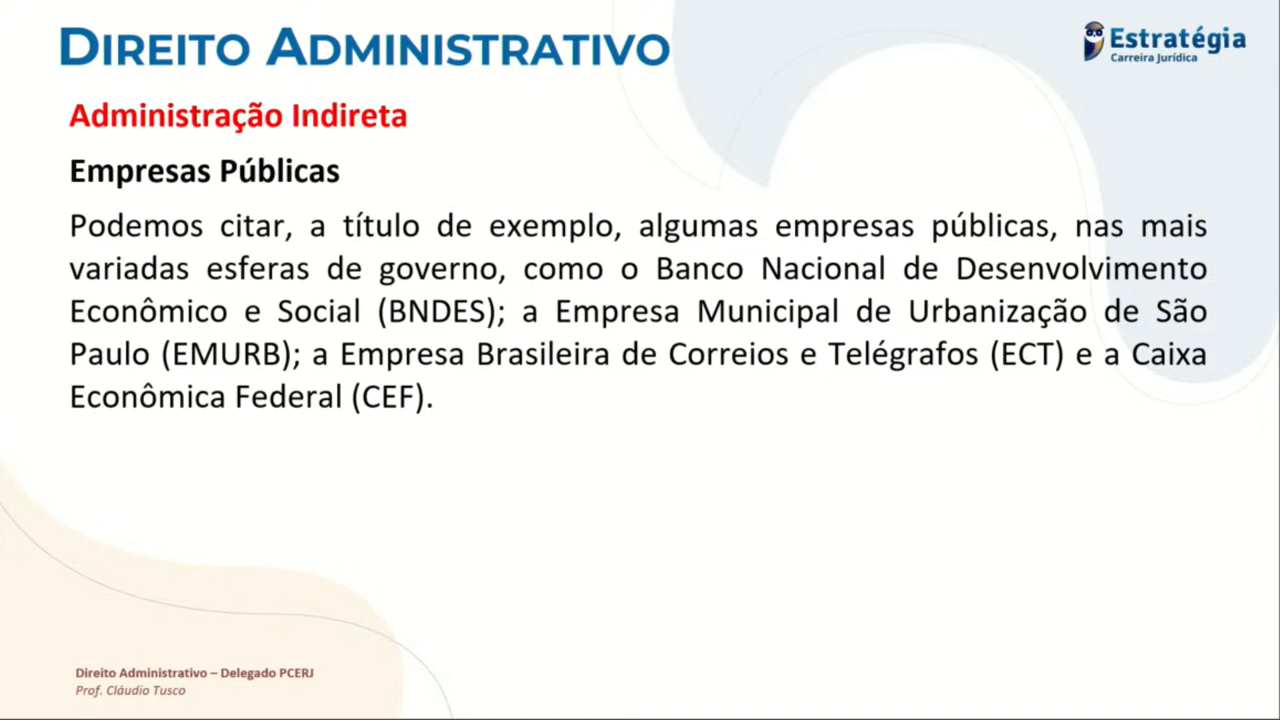 DIREITO ADMINISTRATIVO
Estratégia
Carreira Jurídica
Administração Indireta
Empresas Públicas
Podemos citar, a título de exemplo, algumas empresas públicas, nas mais
variadas esferas de governo, como o Banco Nacional de Desenvolvimento
Econômico e Social (BNDES); a Empresa Municipal de Urbanização de São
Paulo (EMURB); a Empresa Brasileira de Correios e Telégrafos (ECT) e a Caixa
Econômica Federal (CEF).
Direito Administrativo – Delegado PCERJ
Prof. Cláudio Tusco